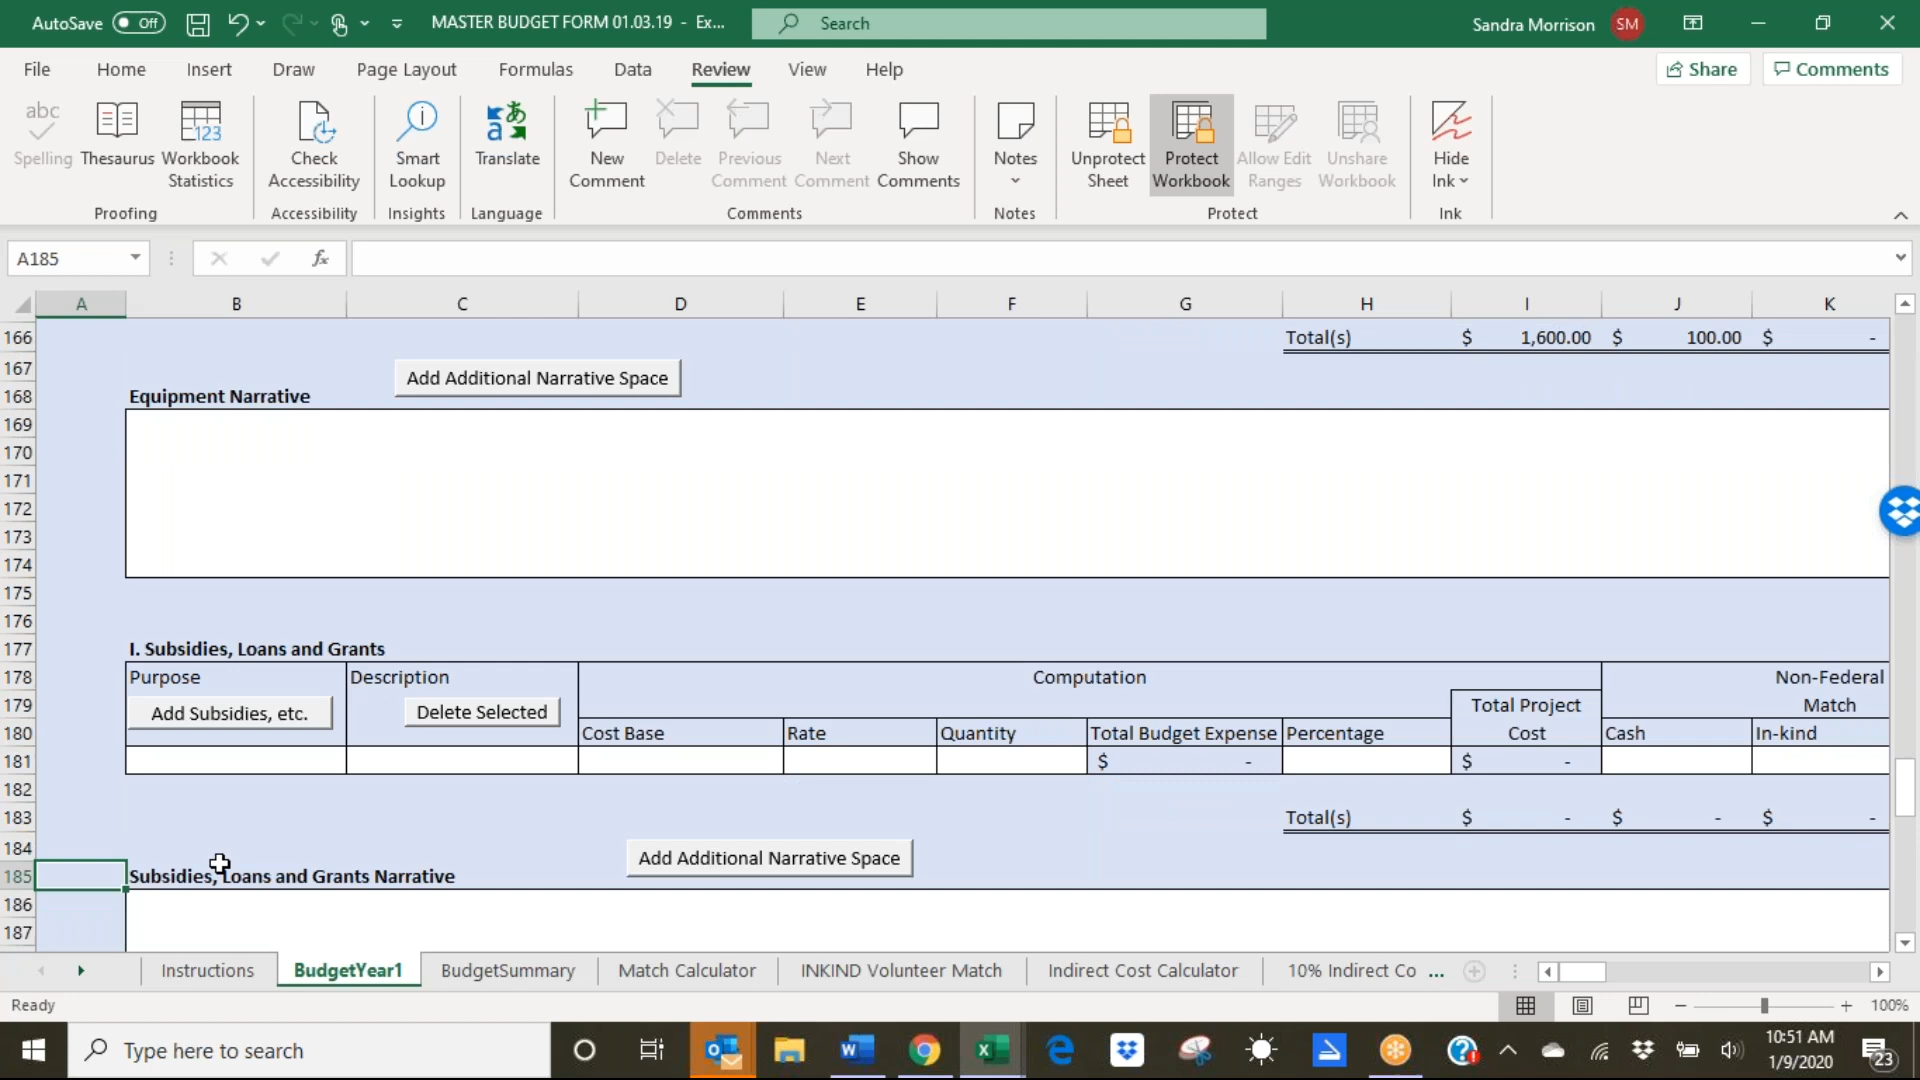 AutoSave Off MASTER BUDGET FORM 01.03.19 - Ex... Search Sandra Morrison SM
File Home Insert Draw Page Layout Formulas Data Review View Help Share Comments
abc 123
Spelling Thesaurus Workbook Statistics Check Accessibility Smart Lookup Translate New Comment Delete Previous Comment Next Comment Show Comments Notes Unprotect Sheet Protect Workbook Allow Edit Ranges Unshare Workbook Hide Ink
Proofing Accessibility Insights Language Comments Notes Protect Ink
A185 fx
A B C D E F G H I J K
166 Total(s) $ 1,600.00 $ 100.00 $ -
167 Add Additional Narrative Space
168 Equipment Narrative
169
170
171
172
173
174
175
176
177 I. Subsidies, Loans and Grants
178 Purpose Description Computation Non-Federal
179 Add Subsidies, etc. Delete Selected Total Project Match
180 Cost Base Rate Quantity Total Budget Expense Percentage Cost Cash In-kind
181 $ - $ -
182
183 Total(s) $ - $ - $ -
184 Add Additional Narrative Space
185 Subsidies, Loans and Grants Narrative
186
187
Instructions BudgetYear1 BudgetSummary Match Calculator INKIND Volunteer Match Indirect Cost Calculator 10% Indirect Co ...
Ready 100%
Type here to search 10:51 AM
1/9/2020 23